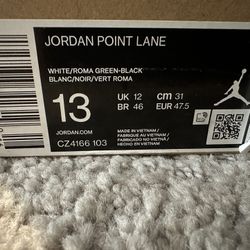 JORDAN POINT LANE
WHITE/ROMA GREEN-BLACK
BLANC/NOIR/VERT ROMA
13
UK 12 cm 31
BR 46 EUR 47.5
JORDAN.COM
CZ4166 103
MADE IN VIETNAM/
FABRIQUÉ AU VIETNAM/
HECHO EN VIETNAM